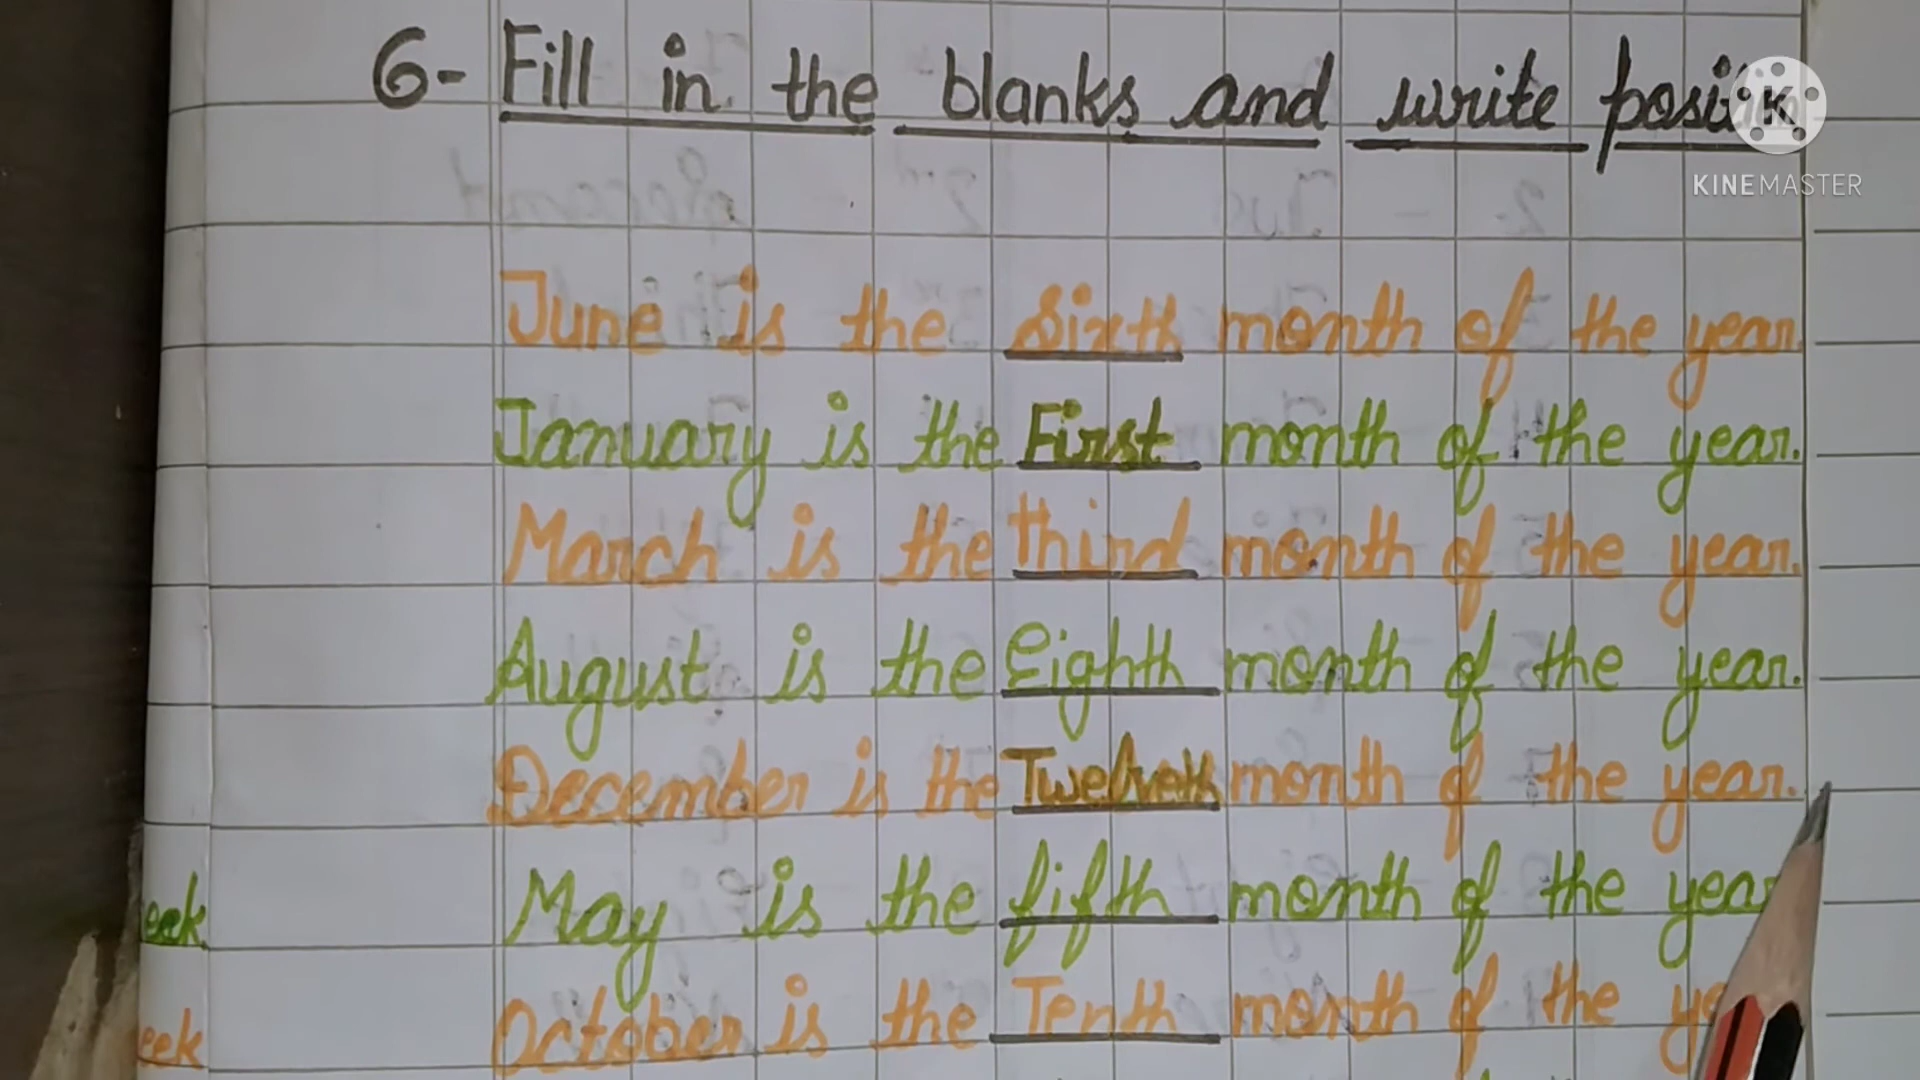 6- Fill in the blanks and write posit
KINEMASTER
June is the Sixth month of the year.
January is the First month of the year.
March is the third month of the year.
August is the Eighth month of the year.
December is the Twelveth month of the year.
May is the fifth month of the year
October is the Tenth month of the ye
eek
eek